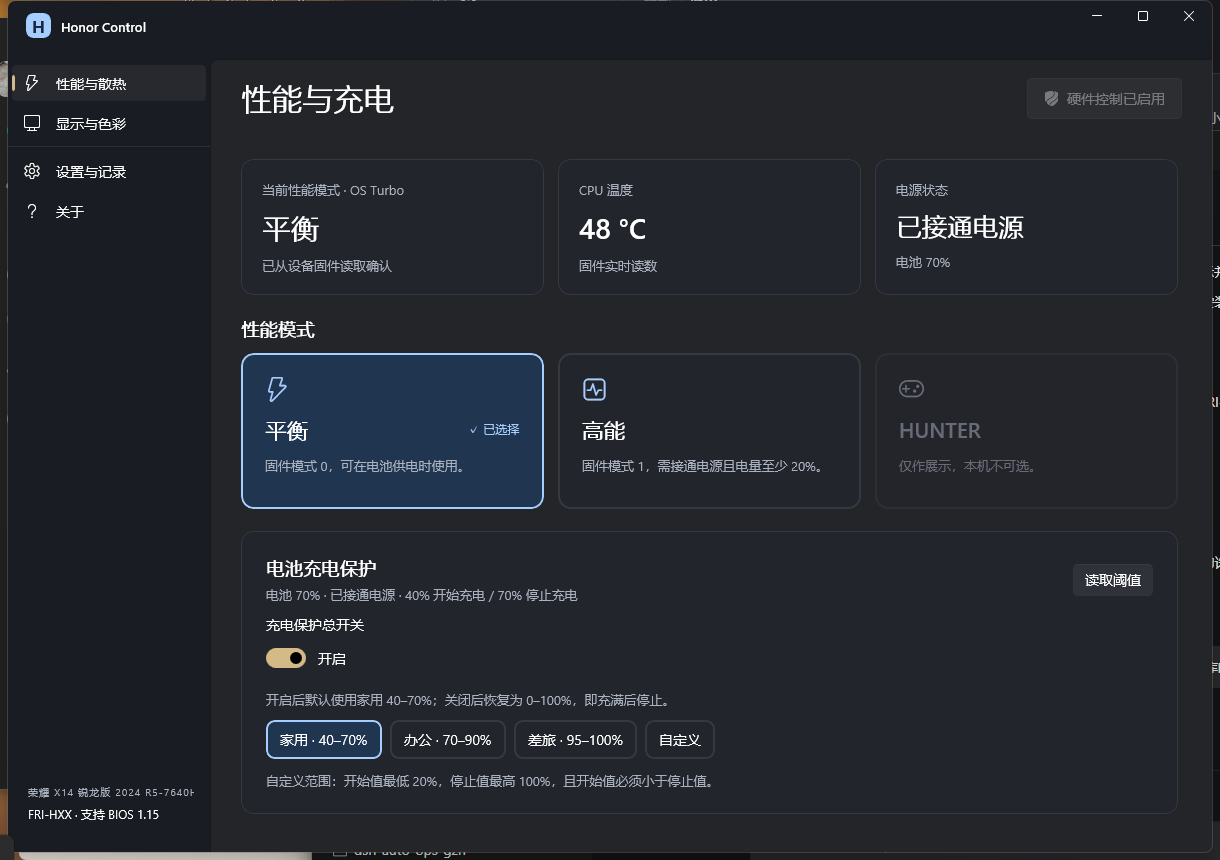 H Honor Control
性能与散热
显示与色彩
设置与记录
? 关于
性能与充电
硬件控制已启用
当前性能模式 · OS Turbo
平衡
已从设备固件读取确认
CPU 温度
48 °C
固件实时读数
电源状态
已接通电源
电池 70%
性能模式
平衡
✓ 已选择
固件模式 0，可在电池供电时使用。
高能
固件模式 1，需接通电源且电量至少 20%。
HUNTER
仅作展示，本机不可选。
电池充电保护
电池 70% · 已接通电源 · 40% 开始充电 / 70% 停止充电
读取阈值
充电保护总开关
开启
开启后默认使用家用 40–70%；关闭后恢复为 0–100%，即充满后停止。
家用 · 40–70%
办公 · 70–90%
差旅 · 95–100%
自定义
自定义范围：开始值最低 20%，停止值最高 100%，且开始值必须小于停止值。
荣耀 X14 锐龙版 2024 R5-7640H
FRI-HXX · 支持 BIOS 1.15